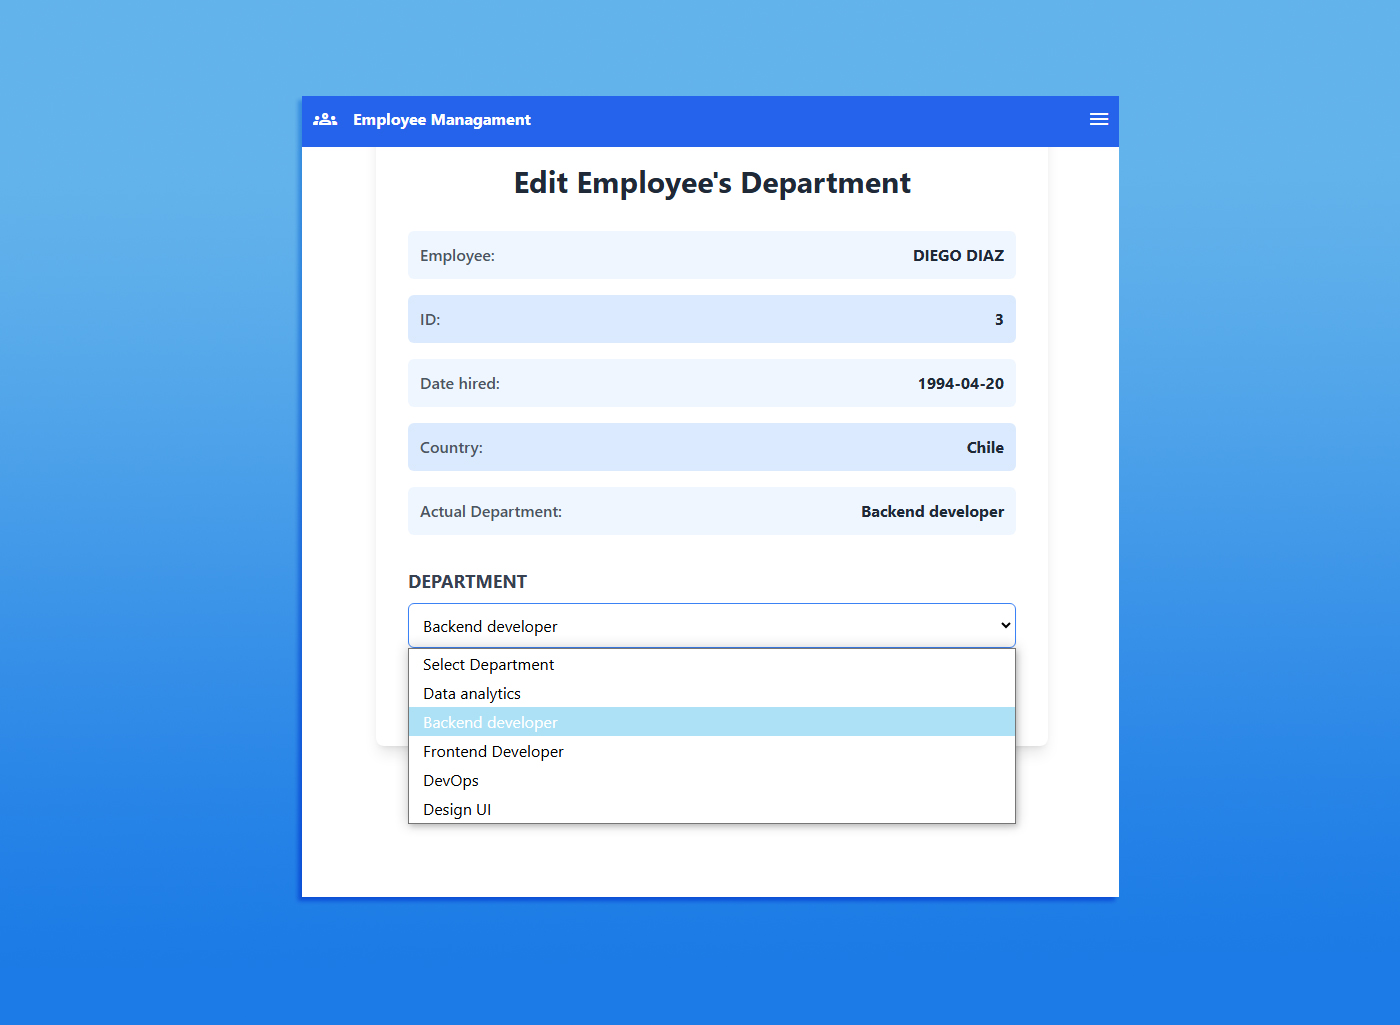 Employee Managament
Edit Employee's Department
Employee: DIEGO DIAZ
ID: 3
Date hired: 1994-04-20
Country: Chile
Actual Department: Backend developer
DEPARTMENT
Backend developer
Select Department
Data analytics
Backend developer
Frontend Developer
DevOps
Design UI